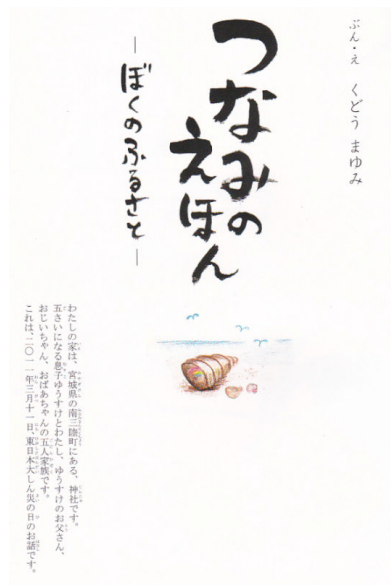 ぶん・え くどう まゆみ
つなみの
えほん
―ぼくのふるさと―
わたしの家は、宮城県の南三陸町にある、神社です。
五さいになる息子ゆうすけとわたし、ゆうすけのお父さん、
おじいちゃん、おばあちゃんの五人家族です。
これは、二〇一一年三月十一日、東日本大しん災の日のお話です。